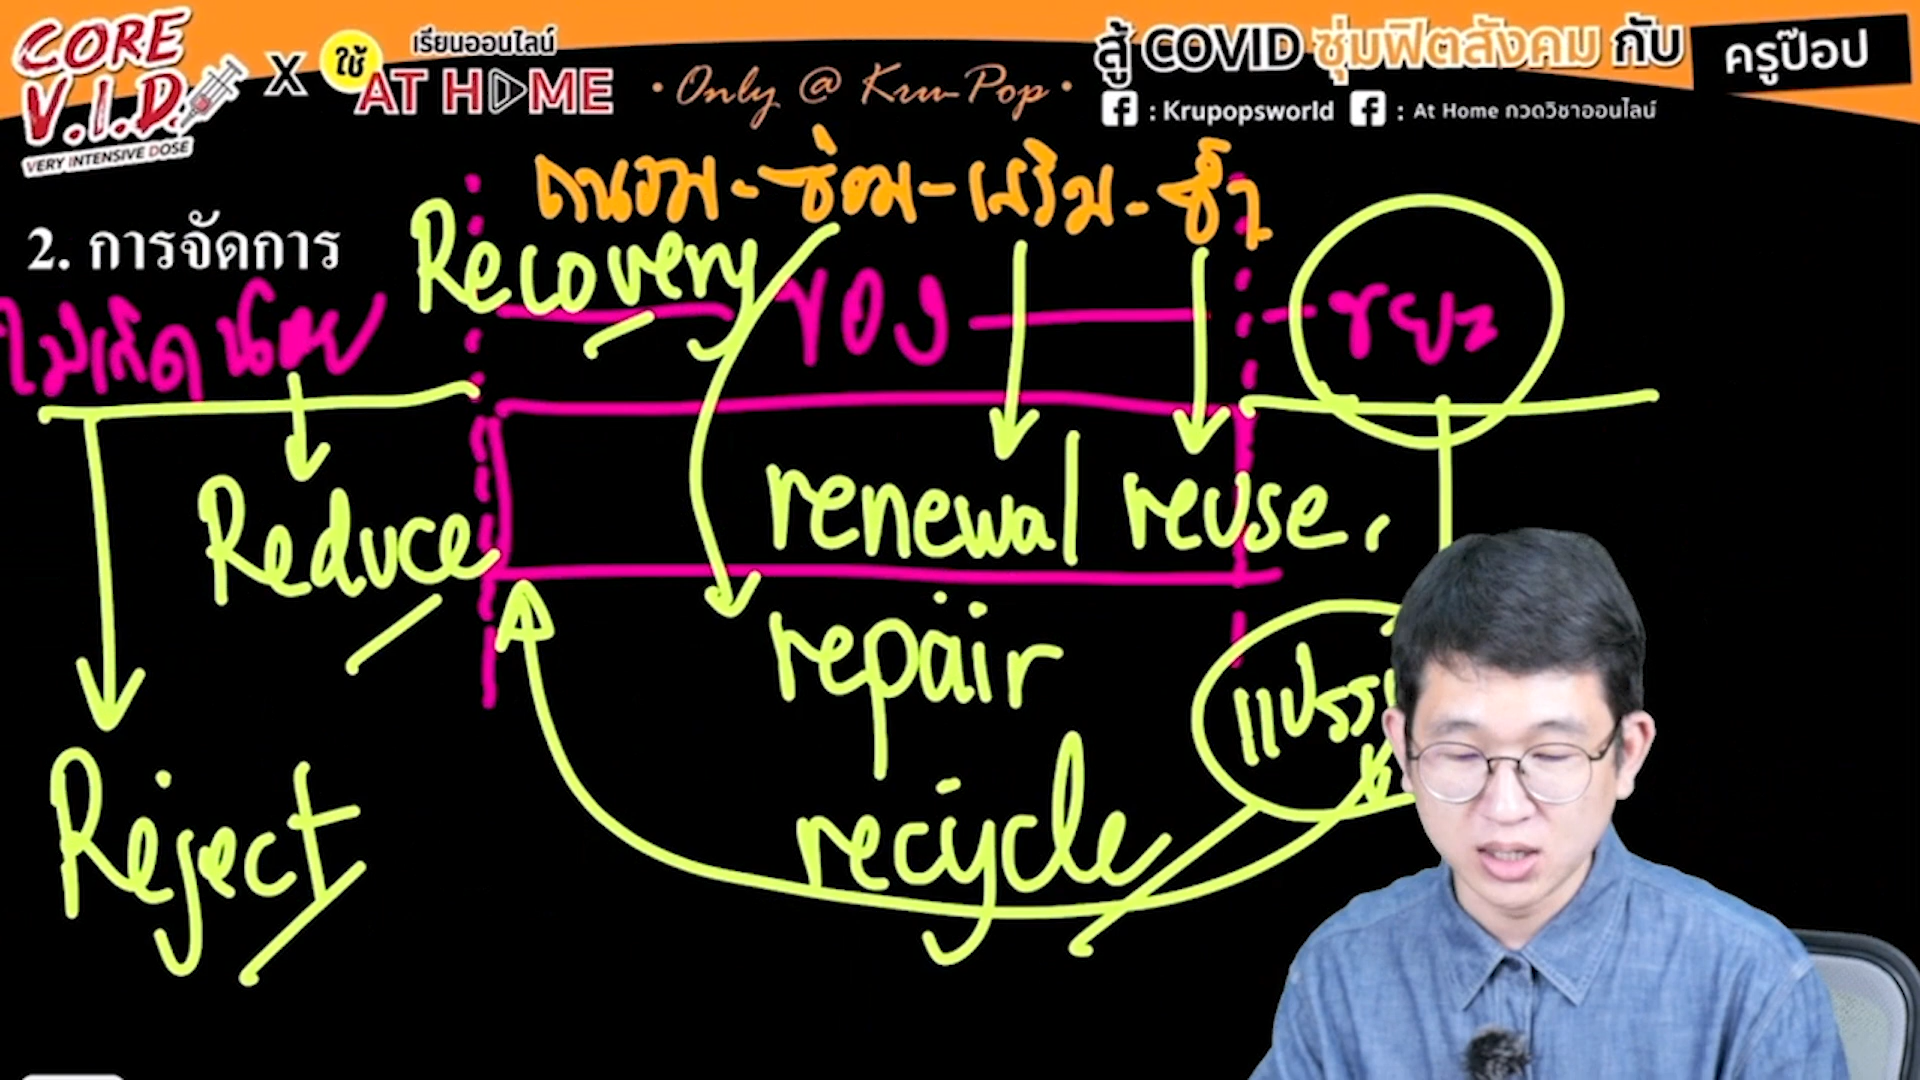 CORE
V.I.D.
VERY INTENSIVE DOSE
X
ใช้
เรียนออนไลน์
AT HOME
• Only @ Kru-Pop •
สู้ COVID ซุ่มฟิตสังคม กับ
ครูป๊อป
: Krupopsworld : At Home กวดวิชาออนไลน์
ถนอม - ซ่อม - เสริม - ซ้ำ
2. การจัดการ
Recovery
ไม่เกิด น้อย
ของ
ขยะ
Reduce
renewal reuse,
repair
แปรรู
Reject
recycle